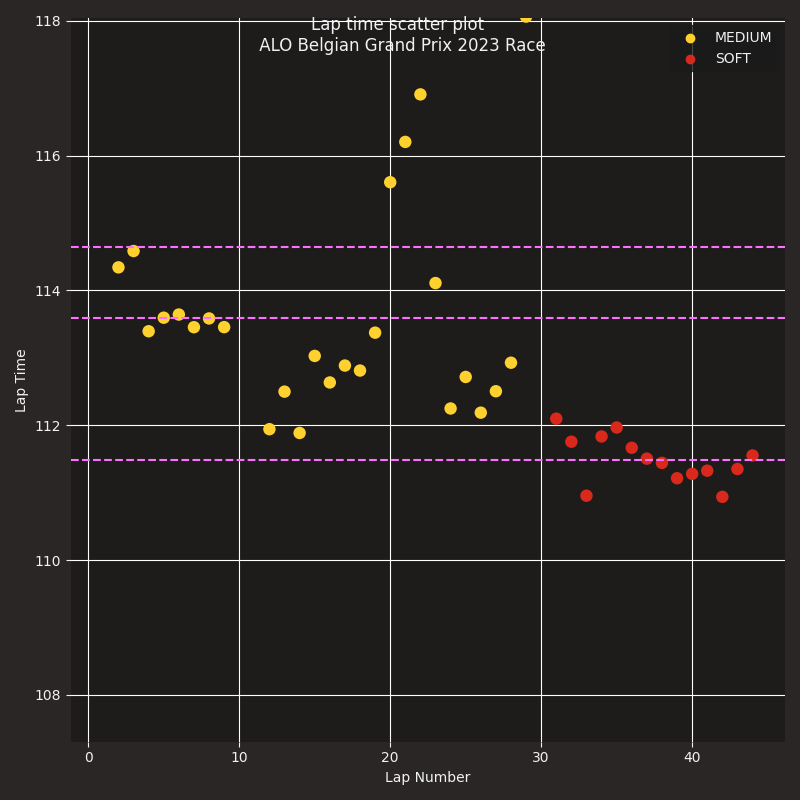 Lap time scatter plot
ALO Belgian Grand Prix 2023 Race
MEDIUM
SOFT
118
116
114
112
110
108
Lap Time
0
10
20
30
40
Lap Number